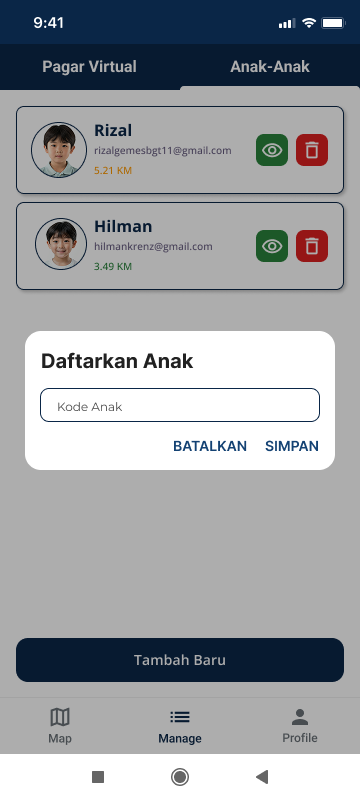 9:41
Pagar Virtual
Anak-Anak
Rizal
rizalgemesbgt11@gmail.com
5.21 KM
Hilman
hilmankrenz@gmail.com
3.49 KM
Daftarkan Anak
Kode Anak
BATALKAN SIMPAN
Tambah Baru
Map
Manage
Profile